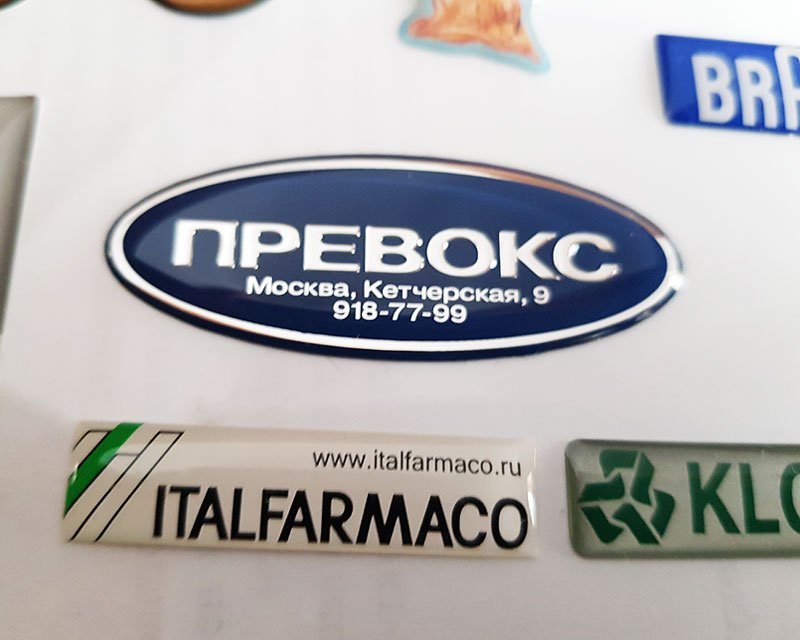 ПРЕВОКС
Москва, Кетчерская, 9
918-77-99
www.italfarmaco.ru
ITALFARMACO